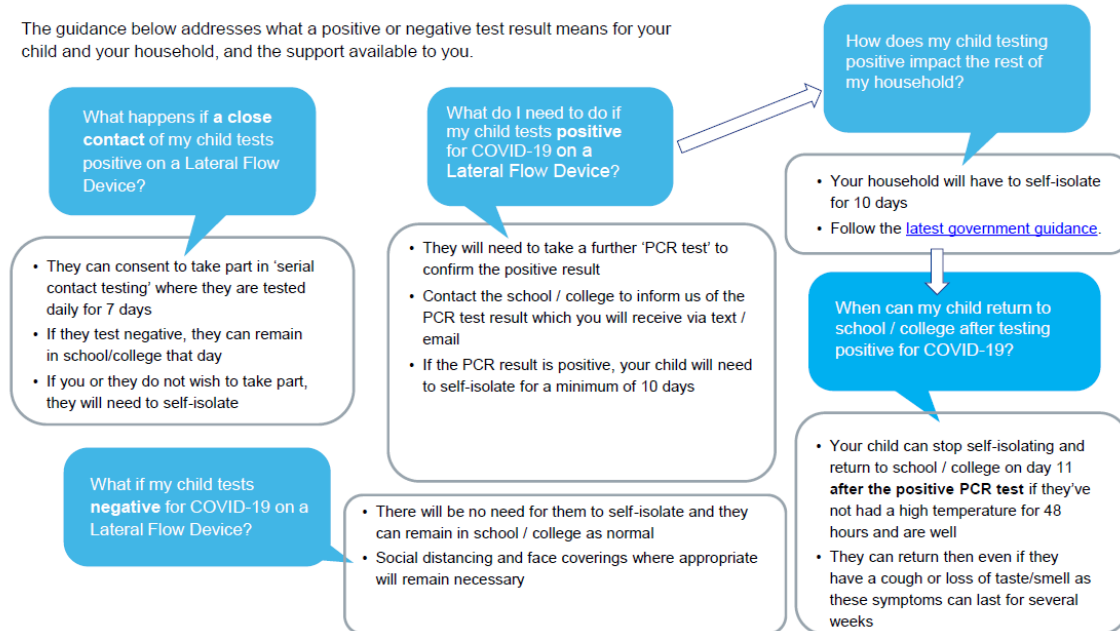 The guidance below addresses what a positive or negative test result means for your
child and your household, and the support available to you.
What happens if a close
contact of my child tests
positive on a Lateral Flow
Device?
• They can consent to take part in ‘serial
contact testing’ where they are tested
daily for 7 days
• If they test negative, they can remain
in school/college that day
• If you or they do not wish to take part,
they will need to self-isolate
What do I need to do if
my child tests positive
for COVID-19 on a
Lateral Flow Device?
• They will need to take a further ‘PCR test’ to
confirm the positive result
• Contact the school / college to inform us of the
PCR test result which you will receive via text /
email
• If the PCR result is positive, your child will need
to self-isolate for a minimum of 10 days
How does my child testing
positive impact the rest of
my household?
• Your household will have to self-isolate
for 10 days
• Follow the latest government guidance.
When can my child return to
school / college after testing
positive for COVID-19?
• Your child can stop self-isolating and
return to school / college on day 11
after the positive PCR test if they’ve
not had a high temperature for 48
hours and are well
• They can return then even if they
have a cough or loss of taste/smell as
these symptoms can last for several
weeks
What if my child tests
negative for COVID-19 on a
Lateral Flow Device?
• There will be no need for them to self-isolate and they
can remain in school / college as normal
• Social distancing and face coverings where appropriate
will remain necessary